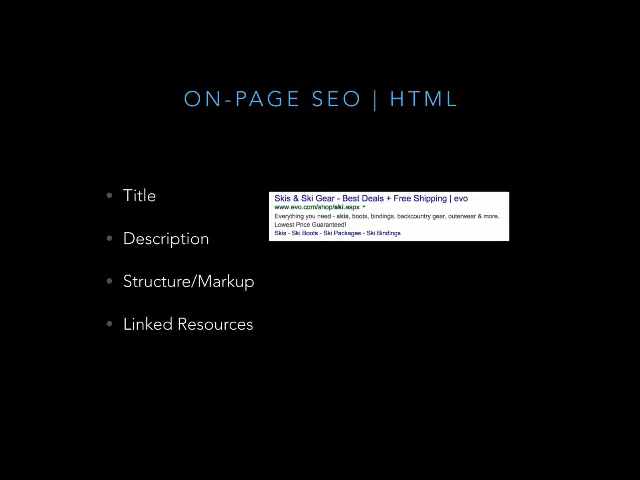 ON-PAGE SEO | HTML
• Title
• Description
• Structure/Markup
• Linked Resources
Skis & Ski Gear - Best Deals + Free Shipping | evo
www.evo.com/shop/ski.aspx ▾
Everything you need - skis, boots, bindings, backcountry gear, outerwear & more.
Lowest Price Guaranteed!
Skis - Ski Boots - Ski Packages - Ski Bindings